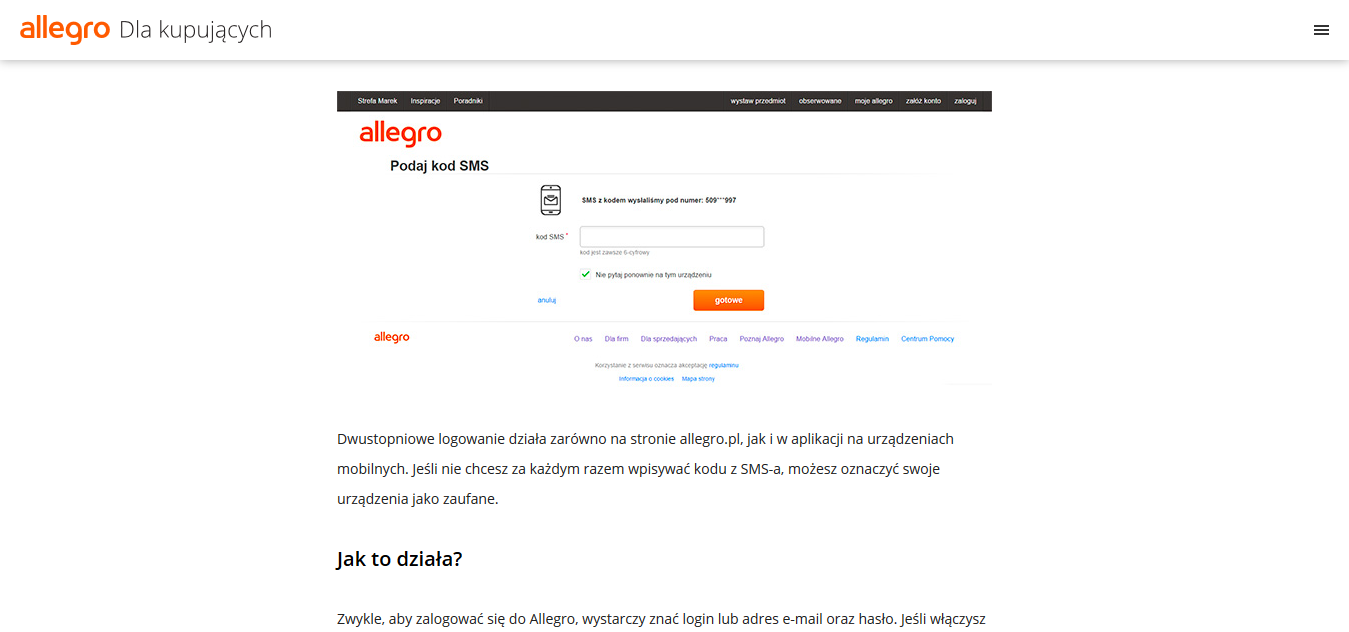 allegro Dla kupujących
Strefa Marek Inspiracje Poradniki wystaw przedmiot obserwowane moje allegro załóż konto zaloguj
allegro
Podaj kod SMS
SMS z kodem wysłaliśmy pod numer: 509***997
kod SMS *
kod jest zawsze 6-cyfrowy
Nie pytaj ponownie na tym urządzeniu
anuluj gotowe
allegro O nas Dla firm Dla sprzedających Praca Poznaj Allegro Mobilne Allegro Regulamin Centrum Pomocy
Korzystanie z serwisu oznacza akceptację regulaminu
Informacja o cookies Mapa strony
Dwustopniowe logowanie działa zarówno na stronie allegro.pl, jak i w aplikacji na urządzeniach
mobilnych. Jeśli nie chcesz za każdym razem wpisywać kodu z SMS-a, możesz oznaczyć swoje
urządzenia jako zaufane.
Jak to działa?
Zwykle, aby zalogować się do Allegro, wystarczy znać login lub adres e-mail oraz hasło. Jeśli włączysz